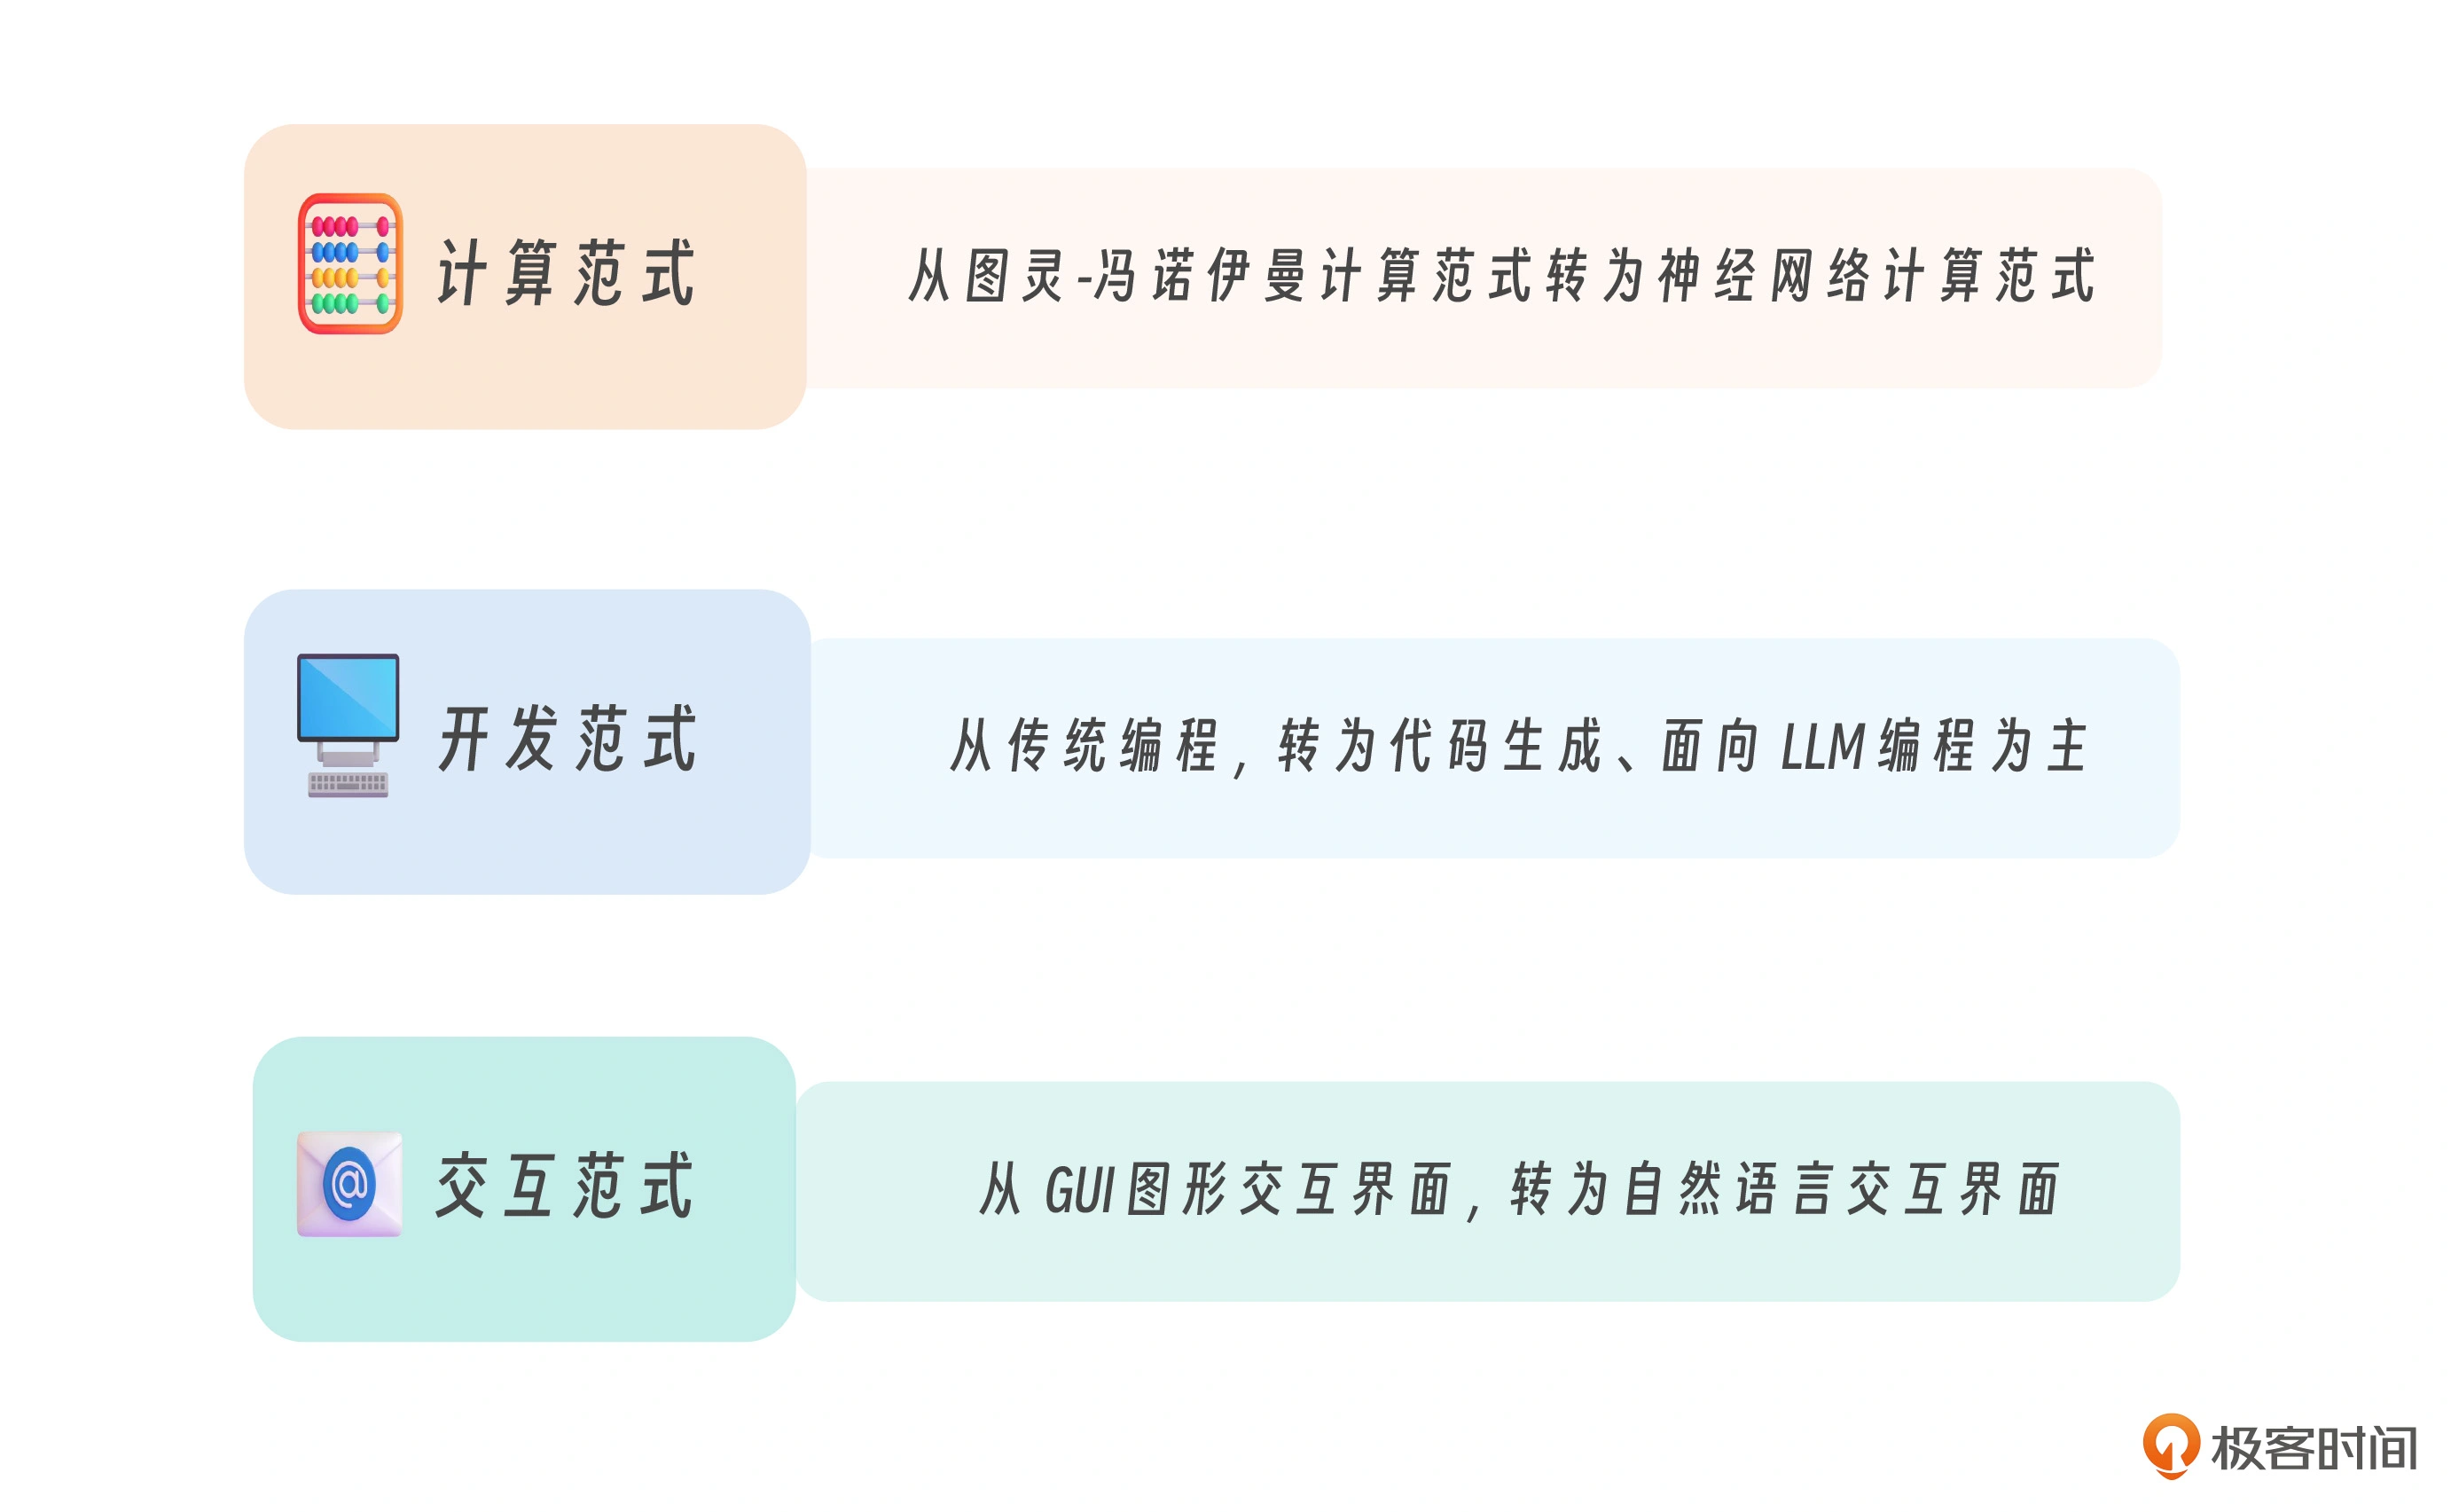 计算范式
从图灵-冯诺伊曼计算范式转为神经网络计算范式
开发范式
从传统编程，转为代码生成、面向LLM编程为主
交互范式
从GUI图形交互界面，转为自然语言交互界面
极客时间